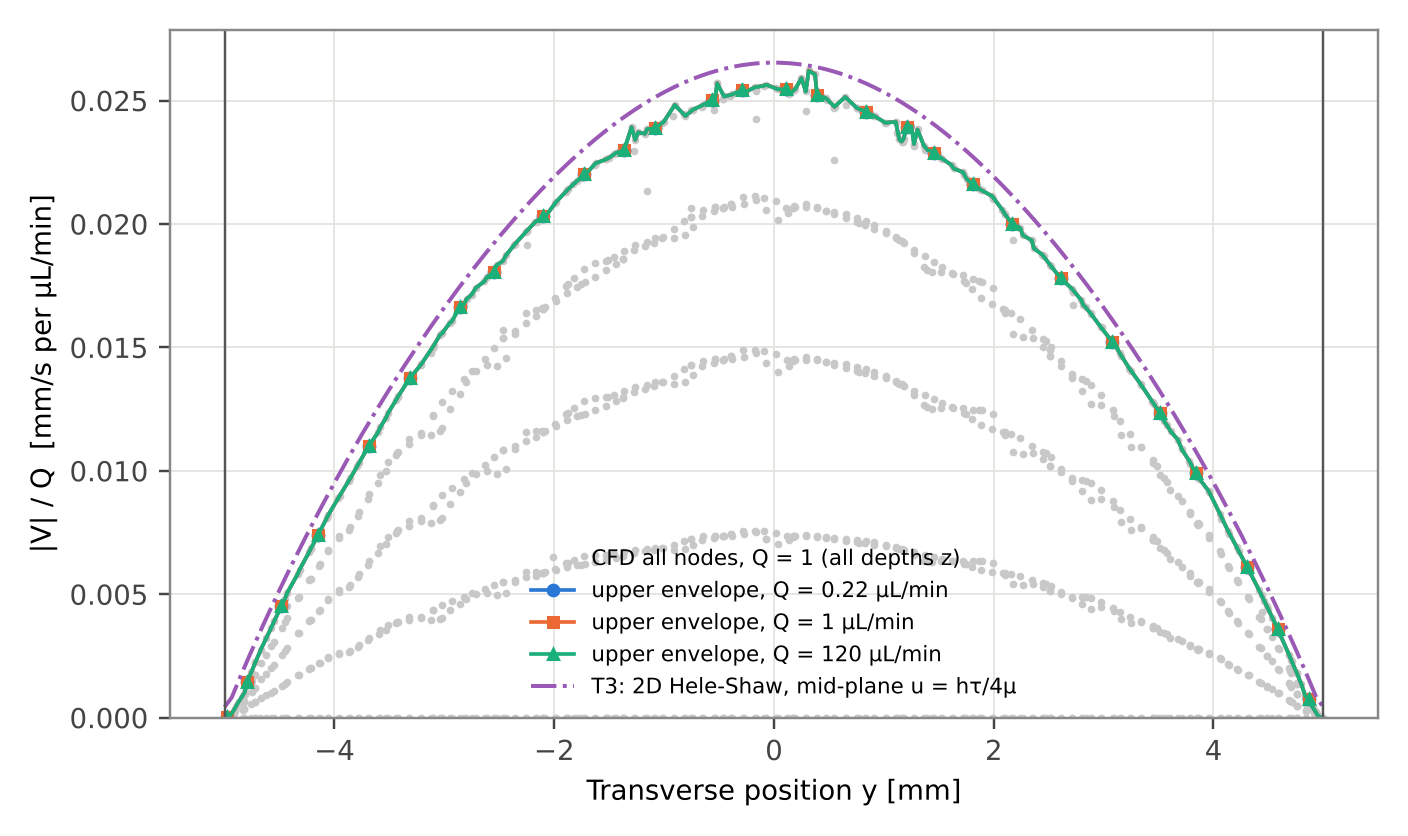 |V| / Q [mm/s per µL/min]
0.025
0.020
0.015
0.010
0.005
0.000
CFD all nodes, Q = 1 (all depths z)
upper envelope, Q = 0.22 µL/min
upper envelope, Q = 1 µL/min
upper envelope, Q = 120 µL/min
T3: 2D Hele-Shaw, mid-plane u = hτ/4µ
−4 −2 0 2 4
Transverse position y [mm]